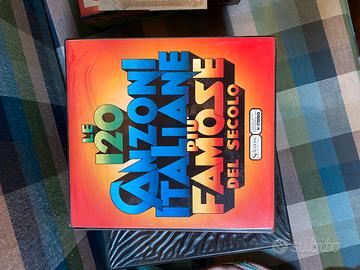 LE
120
CANZONI
ITALIANE
PIÙ
FAMOSE
DEL SECOLO
subito